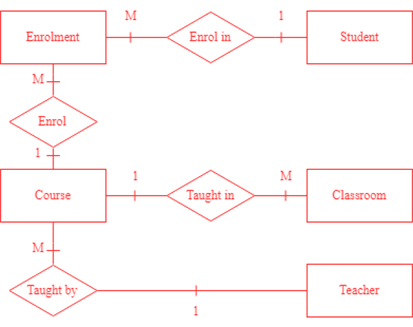 M 1
Enrolment Enrol in Student
M
Enrol
1
1 M
Course Taught in Classroom
M
Taught by Teacher
1